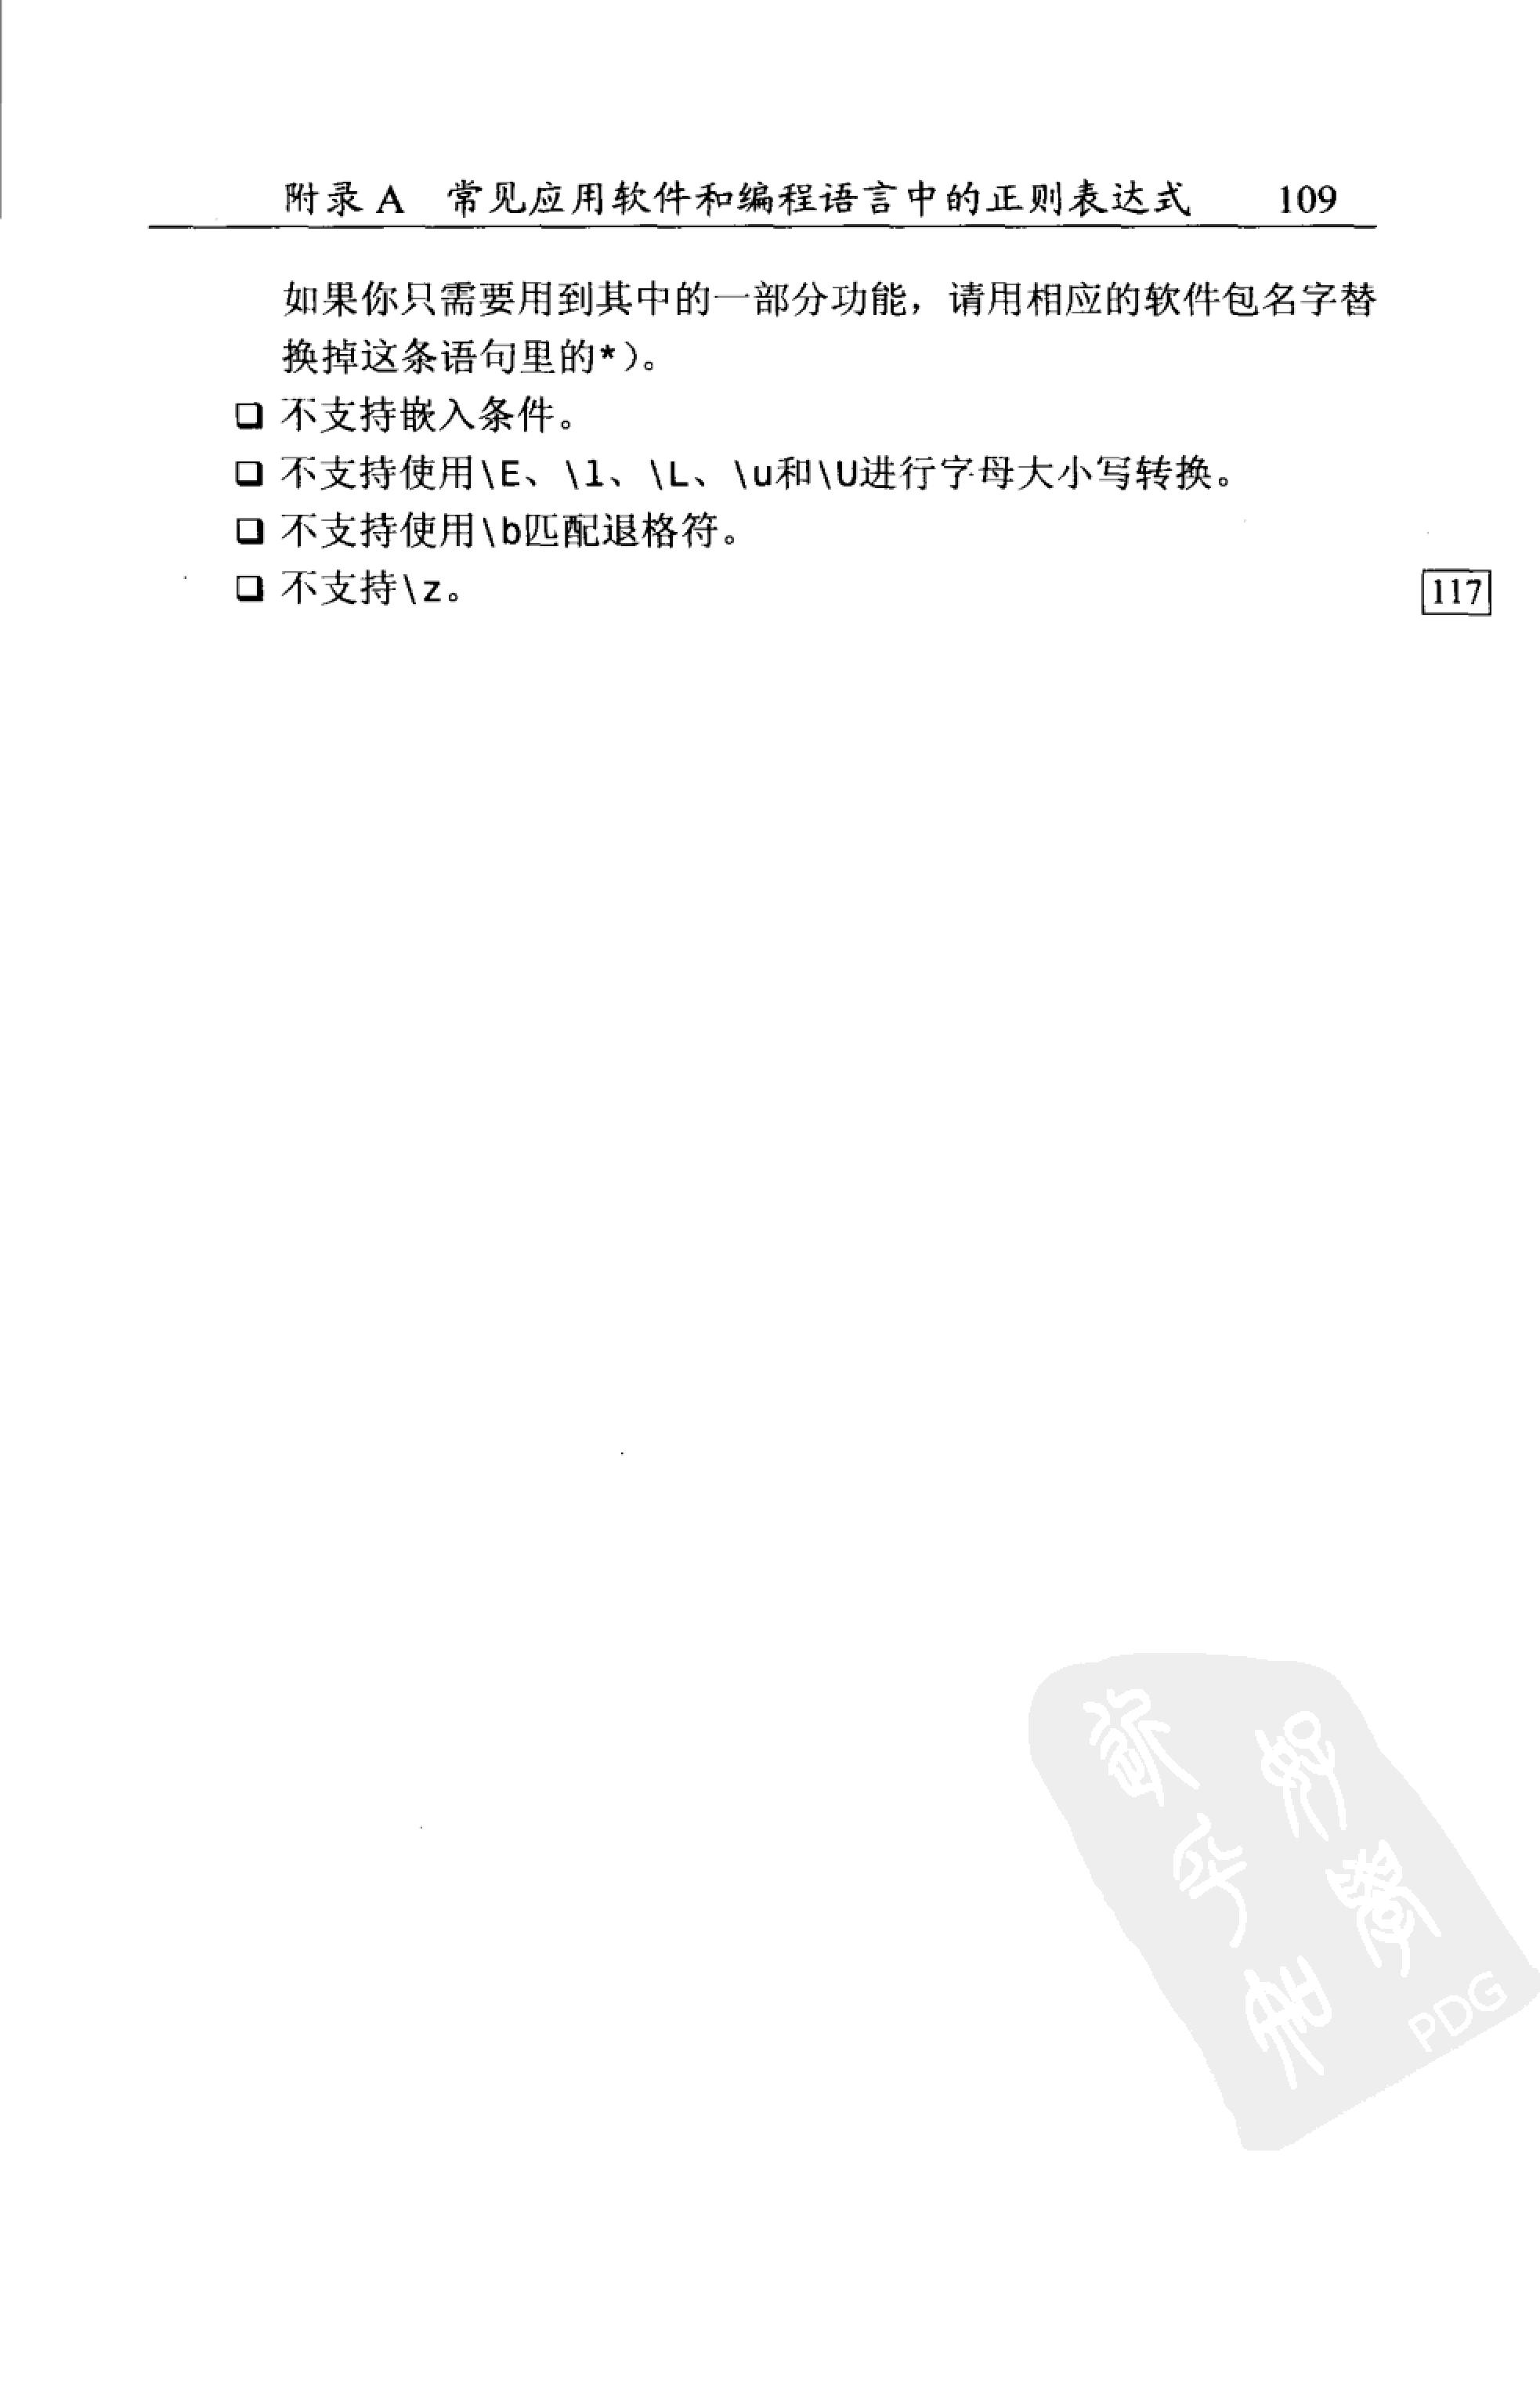 附录 A 常见应用软件和编程语言中的正则表达式 109
如果你只需要用到其中的一部分功能，请用相应的软件包名字替
换掉这条语句里的*)。
❑ 不支持嵌入条件。
❑ 不支持使用\E、\l、\L、\u和\U进行字母大小写转换。
❑ 不支持使用\b匹配退格符。
❑ 不支持\z。
117
PDG